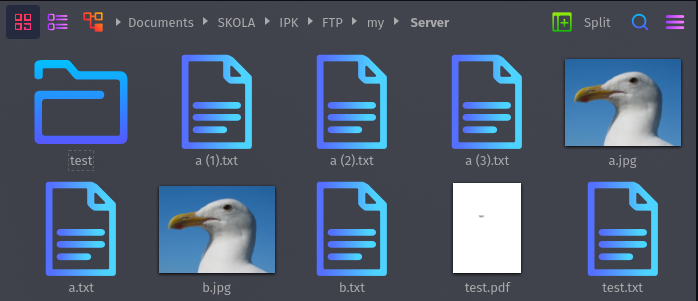 Documents SKOLA IPK FTP my Server Split
test a (1).txt a (2).txt a (3).txt a.jpg
a.txt b.jpg b.txt test.pdf test.txt